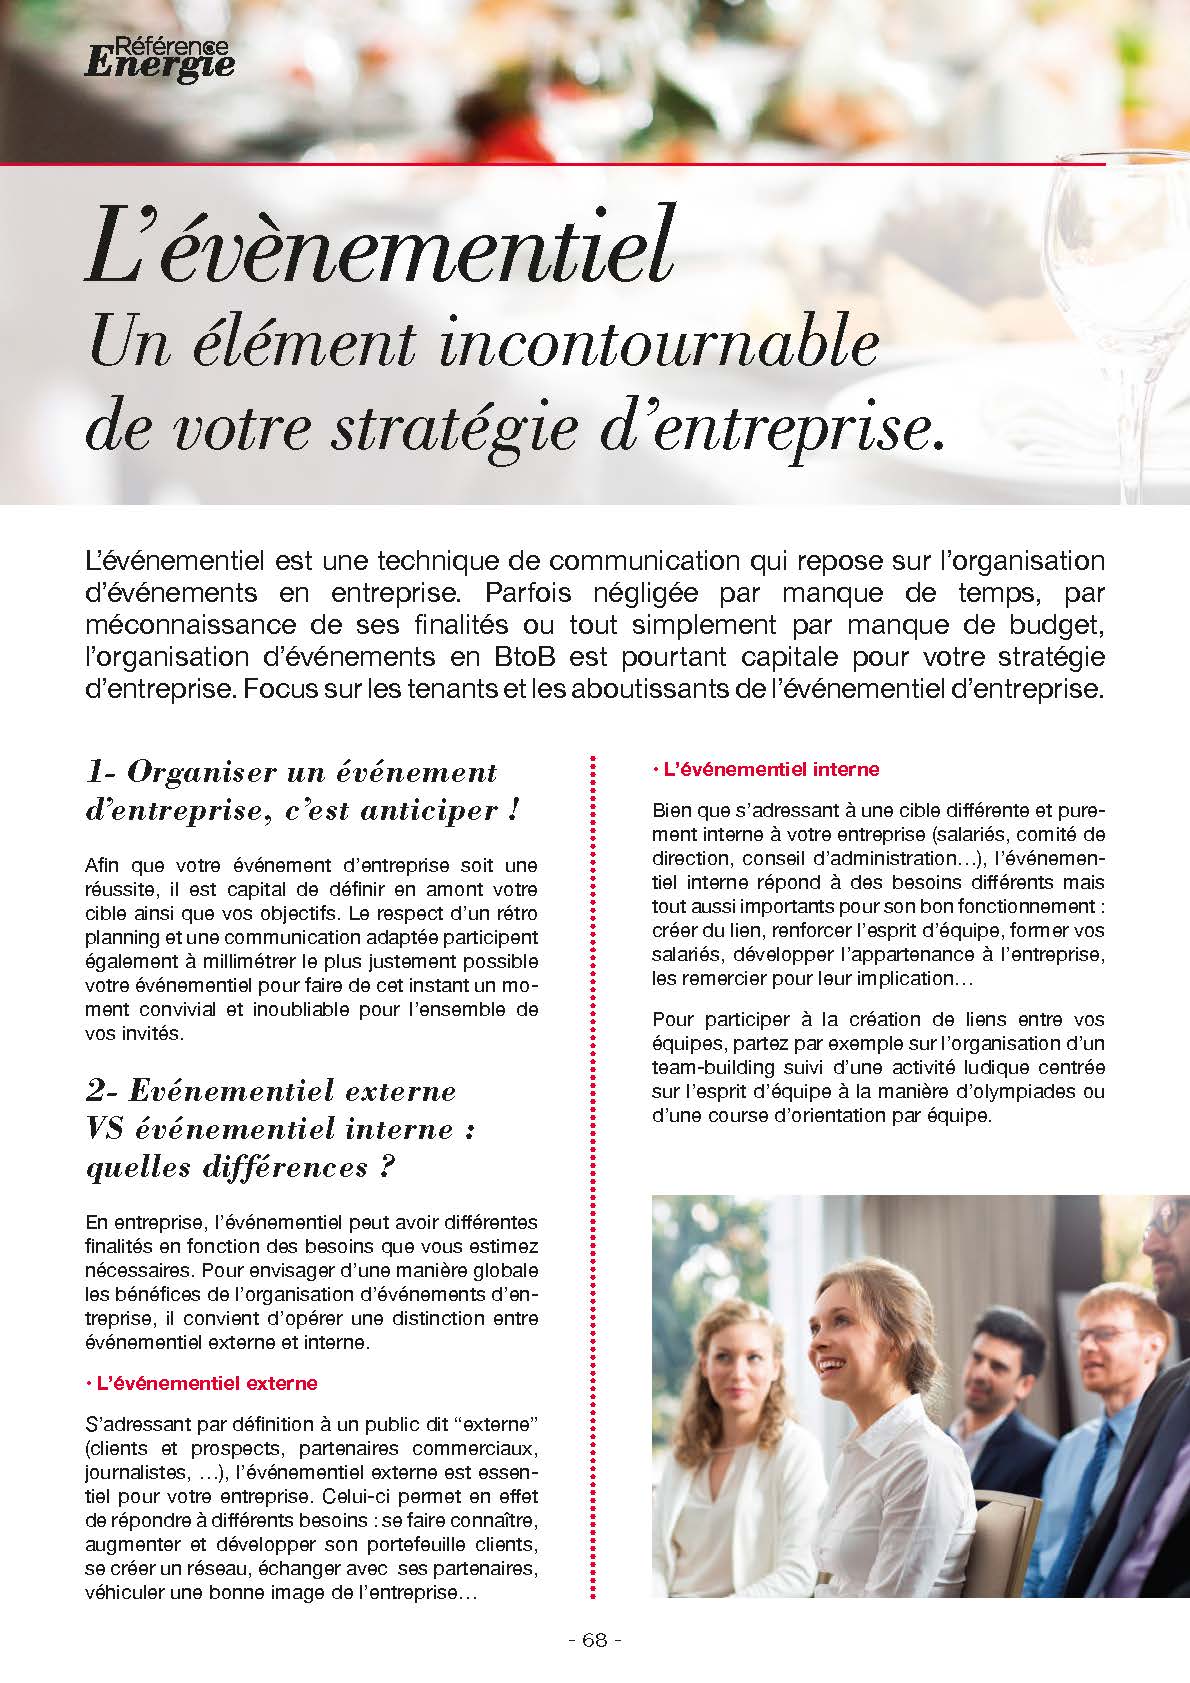 Référence
Energie
L’évènementiel
Un élément incontournable
de votre stratégie d’entreprise.
L’événementiel est une technique de communication qui repose sur l’organisation
d’événements en entreprise. Parfois négligée par manque de temps, par
méconnaissance de ses finalités ou tout simplement par manque de budget,
l’organisation d’événements en BtoB est pourtant capitale pour votre stratégie
d’entreprise. Focus sur les tenants et les aboutissants de l’événementiel d’entreprise.
1- Organiser un événement
d’entreprise, c’est anticiper !
Afin que votre événement d’entreprise soit une
réussite, il est capital de définir en amont votre
cible ainsi que vos objectifs. Le respect d’un rétro
planning et une communication adaptée participent
également à millimétrer le plus justement possible
votre événementiel pour faire de cet instant un mo-
ment convivial et inoubliable pour l’ensemble de
vos invités.
2- Evénementiel externe
VS événementiel interne :
quelles différences ?
En entreprise, l’événementiel peut avoir différentes
finalités en fonction des besoins que vous estimez
nécessaires. Pour envisager d’une manière globale
les bénéfices de l’organisation d’événements d’en-
treprise, il convient d’opérer une distinction entre
événementiel externe et interne.
• L’événementiel externe
S’adressant par définition à un public dit “externe”
(clients et prospects, partenaires commerciaux,
journalistes, …), l’événementiel externe est essen-
tiel pour votre entreprise. Celui-ci permet en effet
de répondre à différents besoins : se faire connaître,
augmenter et développer son portefeuille clients,
se créer un réseau, échanger avec  ses partenaires,
véhiculer une bonne image de l’entreprise…
• L’événementiel interne
Bien que s’adressant à une cible différente et pure-
ment interne à votre entreprise (salariés, comité de
direction, conseil d’administration…), l’événemen-
tiel interne répond à des besoins différents mais
tout aussi importants pour son bon fonctionnement :
créer du lien, renforcer l’esprit d’équipe, former vos
salariés, développer l’appartenance à l’entreprise,
les remercier pour leur implication…
Pour participer à la création de liens entre vos
équipes, partez par exemple sur l’organisation d’un
team-building suivi d’une activité ludique centrée
sur l’esprit d’équipe à la manière d’olympiades ou
d’une course d’orientation par équipe.
- 68 -